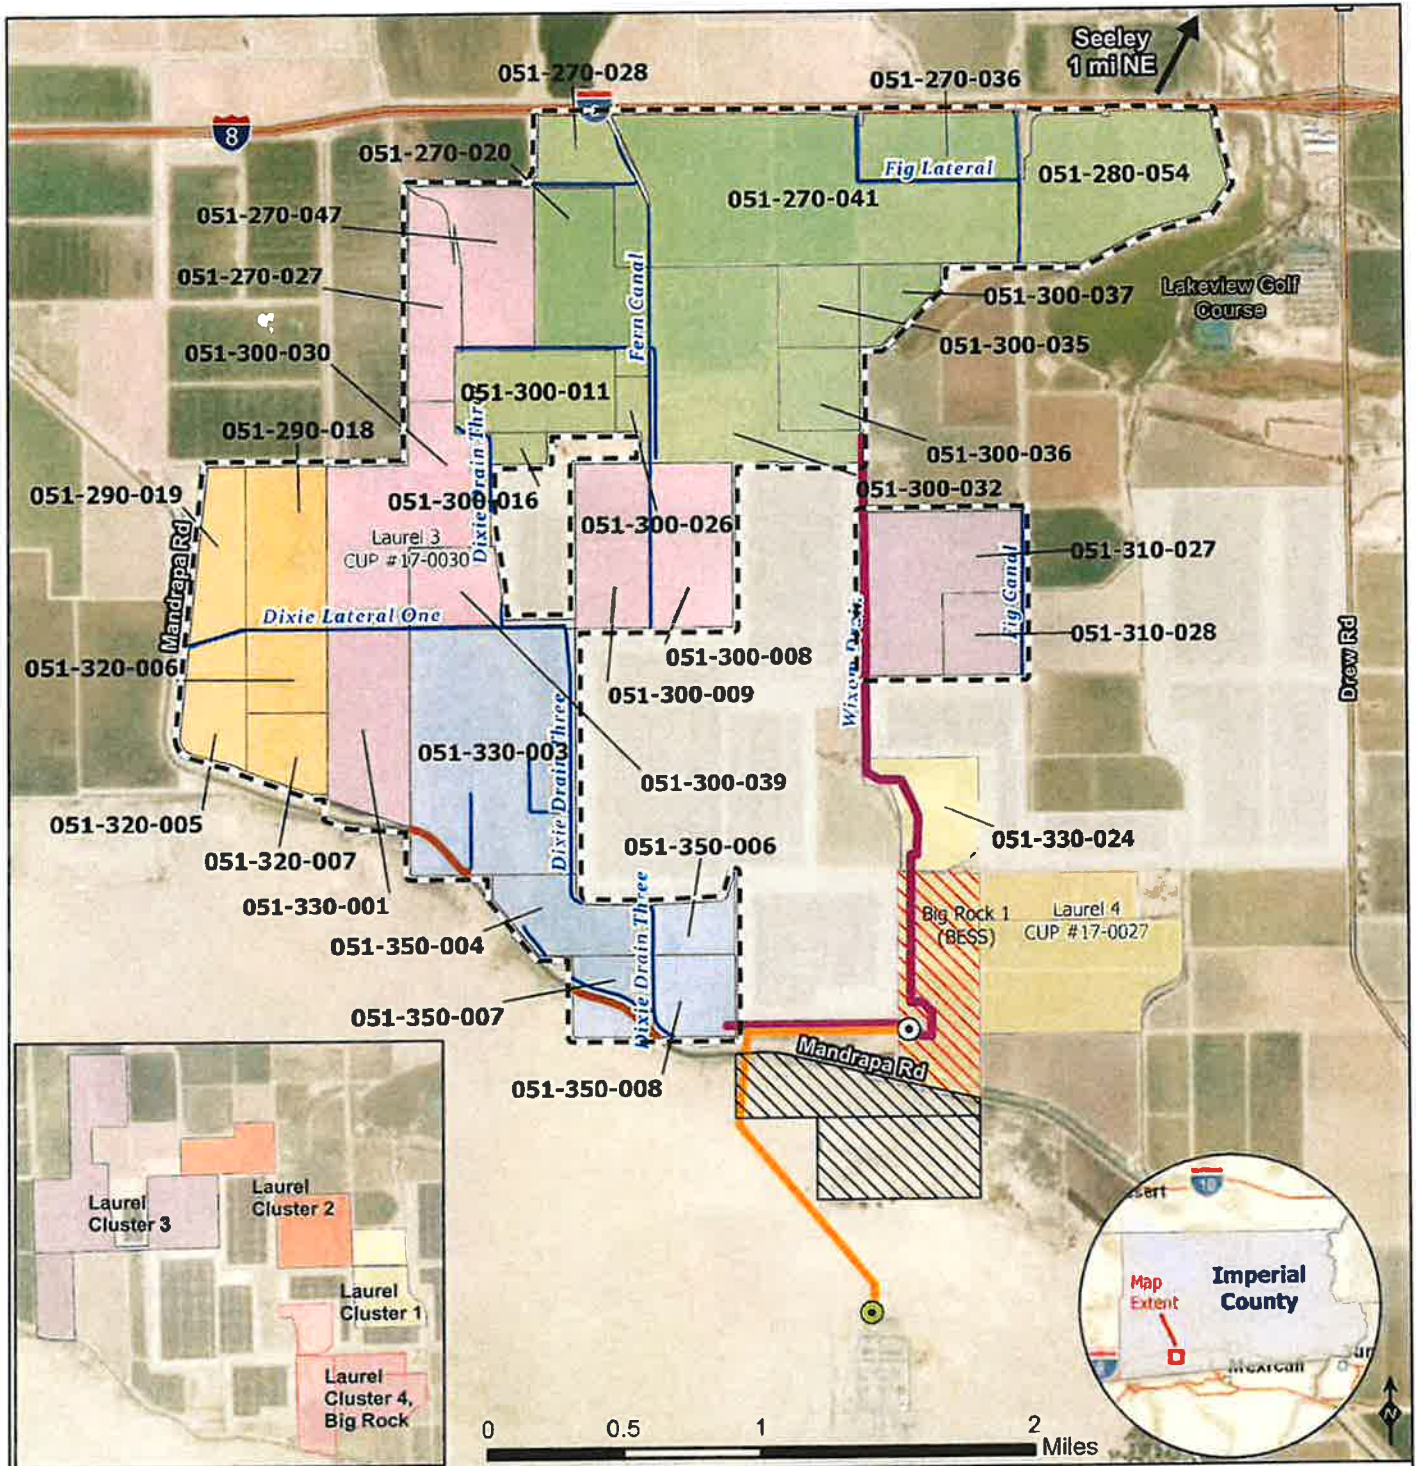 Seeley
1 mi NE
051-270-028
051-270-036
8
051-270-020
Fig Lateral
051-280-054
051-270-041
051-270-047
051-270-027
Fern Canal
051-300-037
Lakeview Golf
Course
051-300-030
051-300-035
051-300-011
051-290-018
051-300-036
051-290-019
051-300-016
051-300-032
051-300-026
Dixie Drain Three
Laurel 3
CUP #17-0030
Mandrapa Rd
051-310-027
Fig Canal
Dixie Lateral One
051-310-028
051-320-006
051-300-008
051-300-009
Wixom Drain
Drew Rd
051-330-003
Dixie Drain Three
051-300-039
051-320-005
051-330-024
051-320-007
051-350-006
051-330-001
Big Rock 1
(BESS)
Laurel 4
CUP #17-0027
051-350-004
Dixie Drain Three
051-350-007
Mandrapa Rd
051-350-008
Laurel
Cluster 3
Laurel
Cluster 2
Laurel
Cluster 1
Laurel
Cluster 4,
Big Rock
10
Imperial
County
Map
Extent
Mexicali
N
0 0.5 1 2
Miles